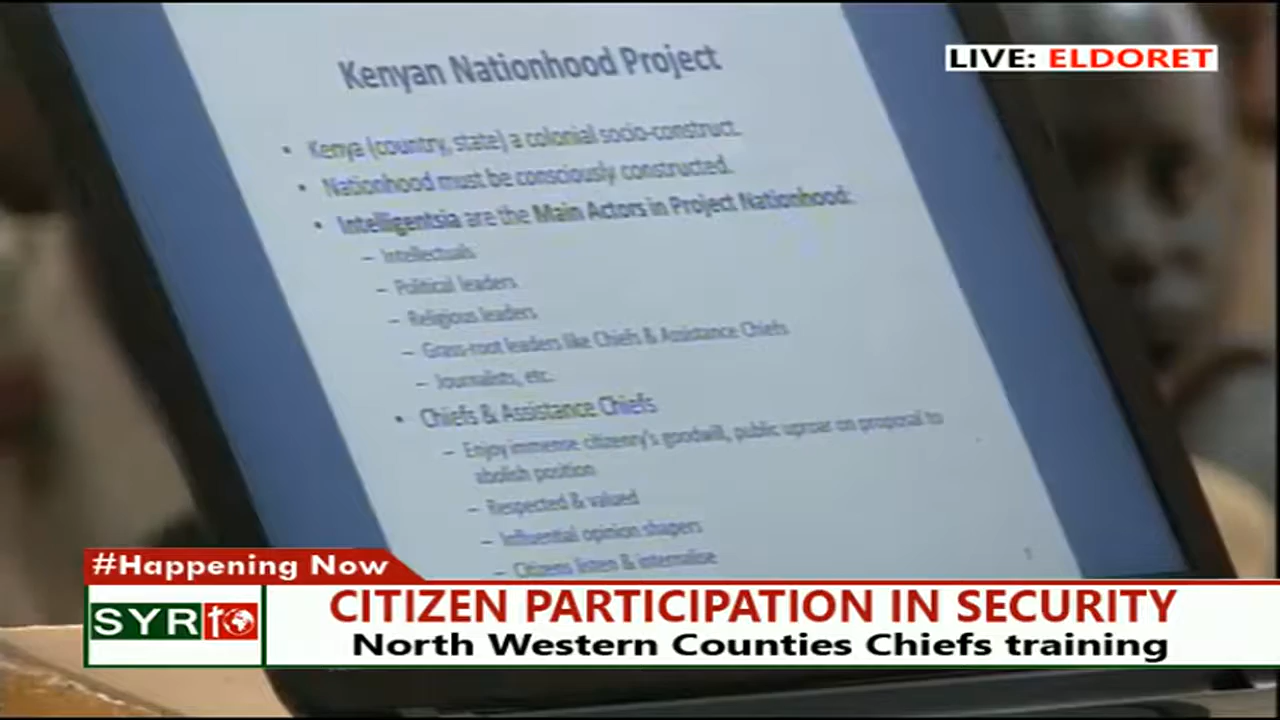 Kenyan Nationhood Project
LIVE: ELDORET
• Kenya (country, state) a colonial socio-construct.
• Nationhood must be consciously constructed.
• Intelligentsia are the Main Actors in Project Nationhood:
– Intellectuals
– Political leaders
– Religious leaders
– Grass-root leaders like Chiefs & Assistance Chiefs
– Journalists, etc.
• Chiefs & Assistance Chiefs
– Enjoy immense citizenry's goodwill, public uproar on proposal to
abolish position
– Respected & valued
– Influential opinion shapers
– Citizens listen & internalise
#Happening Now
SYRTO
CITIZEN PARTICIPATION IN SECURITY
North Western Counties Chiefs training